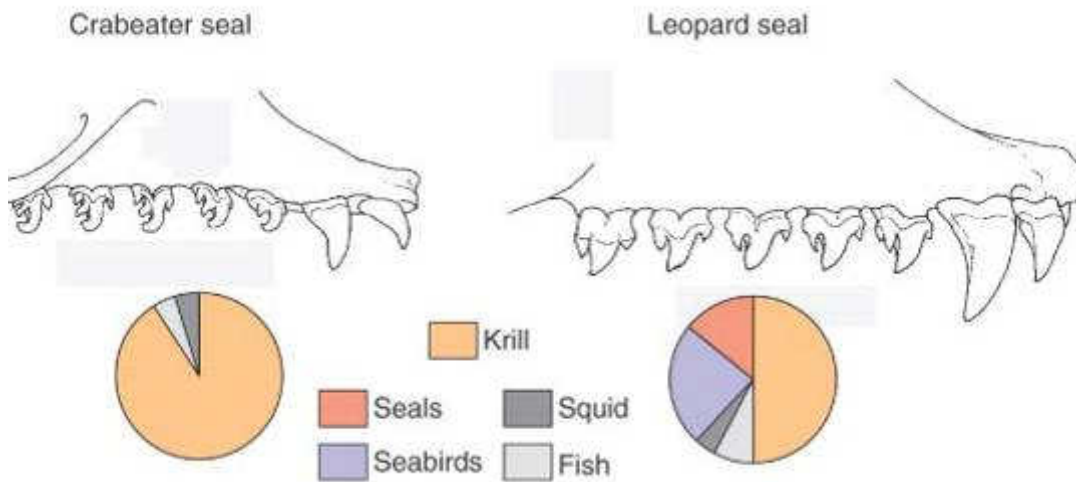 Crabeater seal
Leopard seal
Krill
Seals
Squid
Seabirds
Fish